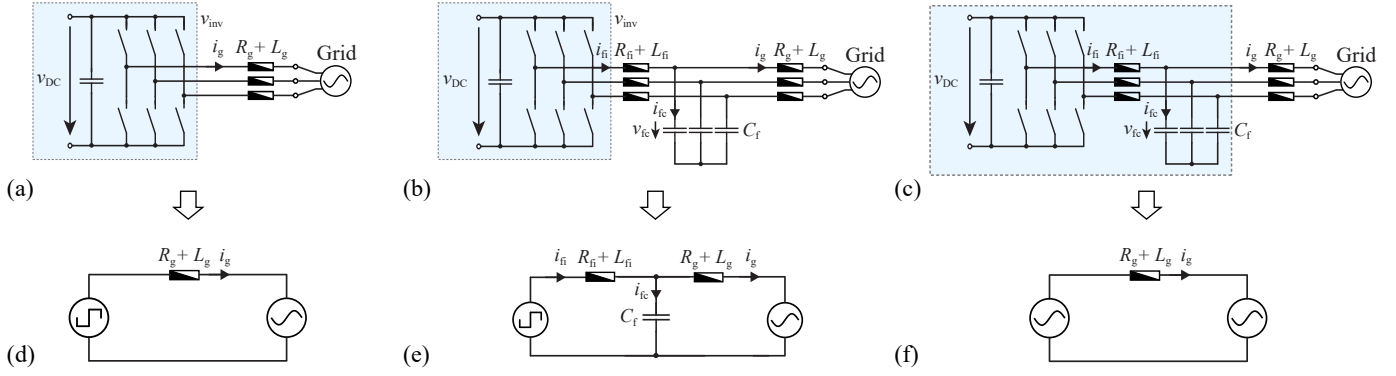 v_inv
i_g R_g + L_g Grid
v_DC
(a)
v_inv
i_fi R_fi + L_fi i_g R_g + L_g Grid
v_DC
i_fc
v_fc C_f
(b)
i_fi R_fi + L_fi i_g R_g + L_g Grid
v_DC
i_fc
v_fc C_f
(c)
R_g + L_g i_g
(d)
i_fi R_fi + L_fi R_g + L_g i_g
i_fc
C_f
(e)
R_g + L_g i_g
(f)